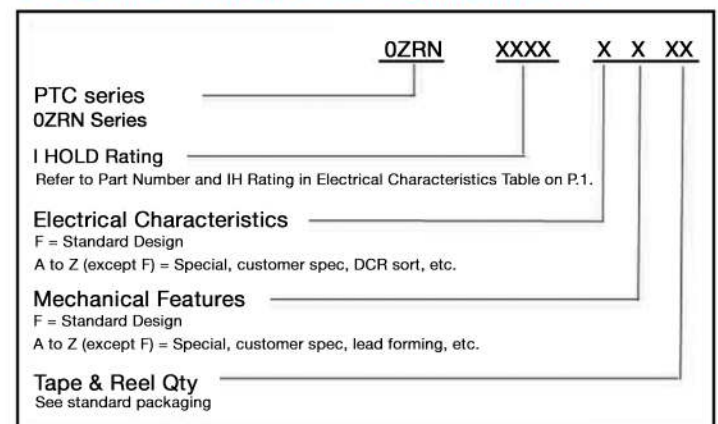 0ZRN XXXX X X XX
PTC series
0ZRN Series
I HOLD Rating
Refer to Part Number and IH Rating in Electrical Characteristics Table on P.1.
Electrical Characteristics
F = Standard Design
A to Z (except F) = Special, customer spec, DCR sort, etc.
Mechanical Features
F = Standard Design
A to Z (except F) = Special, customer spec, lead forming, etc.
Tape & Reel Qty
See standard packaging